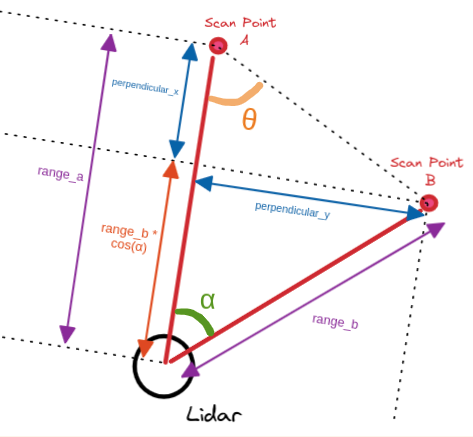 Scan Point
A
perpendicular_x
θ
Scan Point
B
range_a
perpendicular_y
range_b *
cos(α)
α
range_b
Lidar